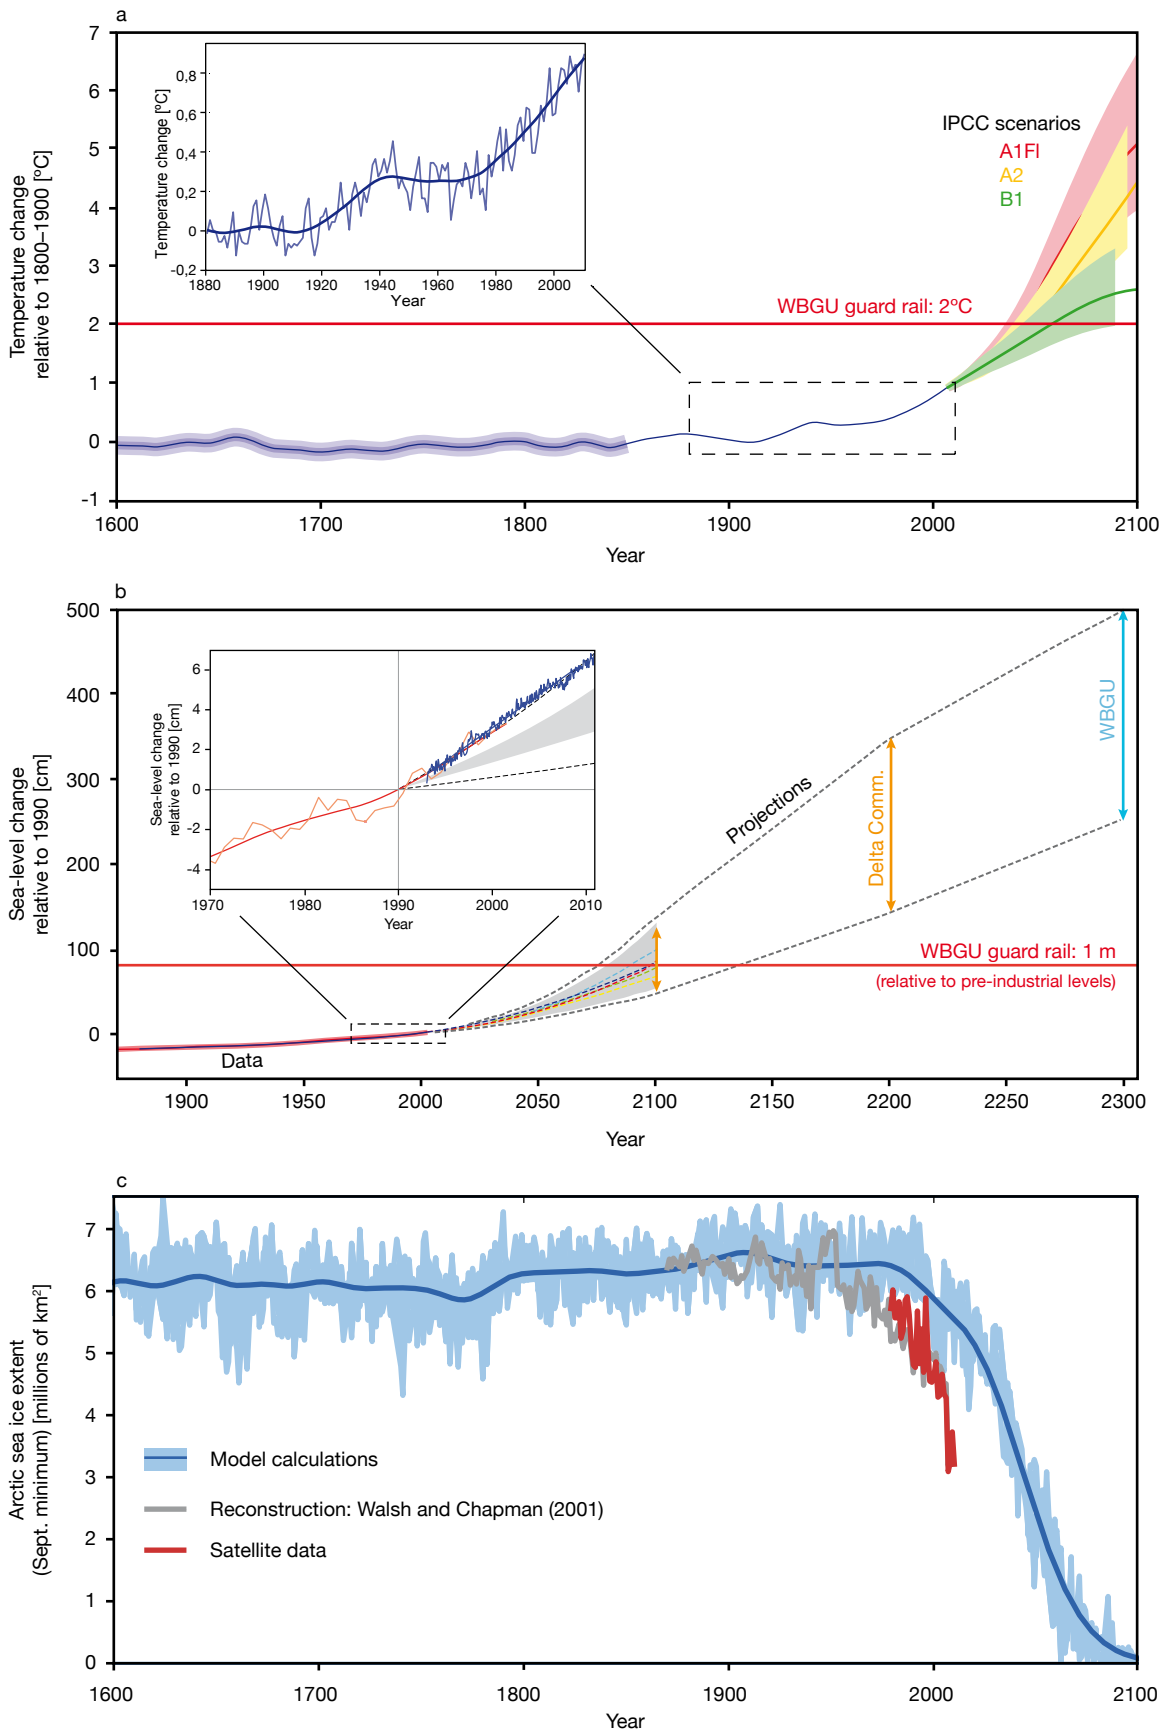 a
7
6
5
4
3
2
1
0
-1
Temperature change
relative to 1800–1900 [ºC]
1600
1700
1800
1900
2000
2100
Year
0,8
0,6
0,4
0,2
0
-0,2
Temperature change [ºC]
1880
1900
1920
1940
1960
1980
2000
Year
IPCC scenarios
A1FI
A2
B1
WBGU guard rail: 2ºC
b
500
400
300
200
100
0
Sea-level change
relative to 1990 [cm]
1900
1950
2000
2050
2100
2150
2200
2250
2300
Year
6
4
2
0
-2
-4
Sea-level change
relative to 1990 [cm]
1970
1980
1990
2000
2010
Year
Projections
Delta Comm.
WBGU
WBGU guard rail: 1 m
(relative to pre-industrial levels)
Data
c
7
6
5
4
3
2
1
0
Arctic sea ice extent
(Sept. minimum) [millions of km²]
Model calculations
Reconstruction: Walsh and Chapman (2001)
Satellite data
1600
1700
1800
1900
2000
2100
Year